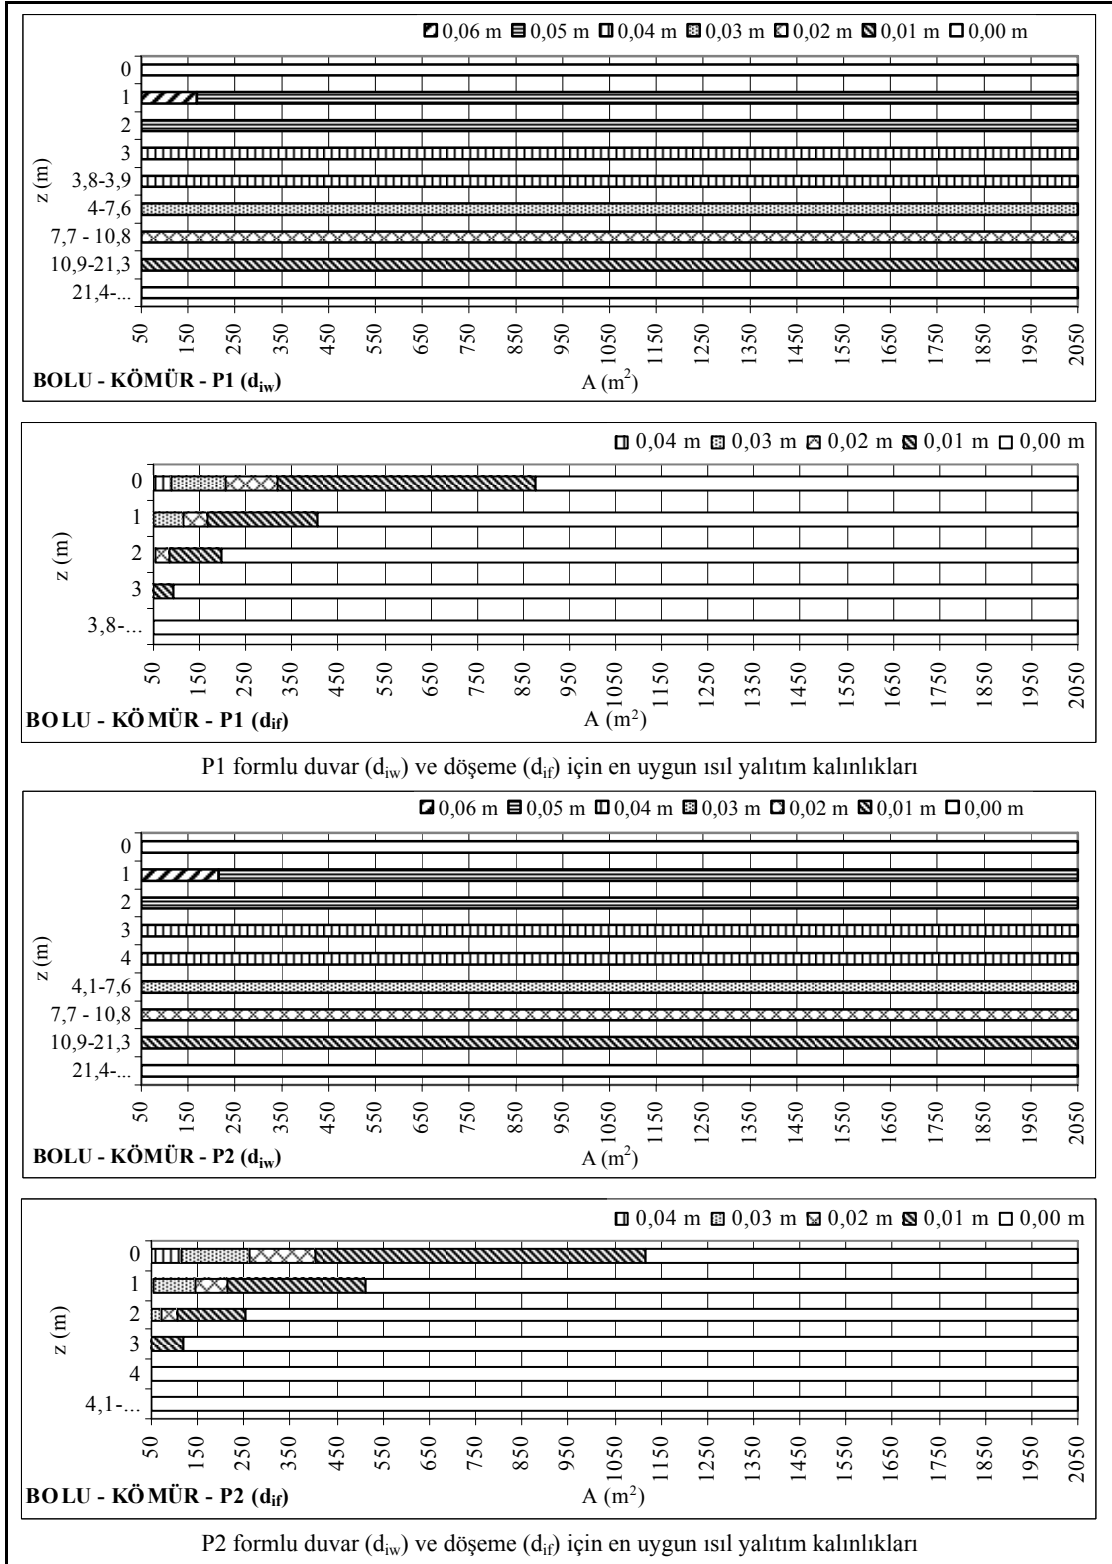 0,06 m 0,05 m 0,04 m 0,03 m 0,02 m 0,01 m 0,00 m
z (m)
0
1
2
3
3,8-3,9
4-7,6
7,7 - 10,8
10,9-21,3
21,4-...
50 150 250 350 450 550 650 750 850 950 1050 1150 1250 1350 1450 1550 1650 1750 1850 1950 2050
BOLU - KÖMÜR - P1 (d_iw) A (m²)
0,04 m 0,03 m 0,02 m 0,01 m 0,00 m
z (m)
0
1
2
3
3,8-...
50 150 250 350 450 550 650 750 850 950 1050 1150 1250 1350 1450 1550 1650 1750 1850 1950 2050
BOLU - KÖMÜR - P1 (d_if) A (m²)
P1 formlu duvar (d_iw) ve döşeme (d_if) için en uygun ısıl yalıtım kalınlıkları
0,06 m 0,05 m 0,04 m 0,03 m 0,02 m 0,01 m 0,00 m
z (m)
0
1
2
3
4
4,1-7,6
7,7 - 10,8
10,9-21,3
21,4-...
50 150 250 350 450 550 650 750 850 950 1050 1150 1250 1350 1450 1550 1650 1750 1850 1950 2050
BOLU - KÖMÜR - P2 (d_iw) A (m²)
0,04 m 0,03 m 0,02 m 0,01 m 0,00 m
z (m)
0
1
2
3
4
4,1-...
50 150 250 350 450 550 650 750 850 950 1050 1150 1250 1350 1450 1550 1650 1750 1850 1950 2050
BOLU - KÖMÜR - P2 (d_if) A (m²)
P2 formlu duvar (d_iw) ve döşeme (d_if) için en uygun ısıl yalıtım kalınlıkları